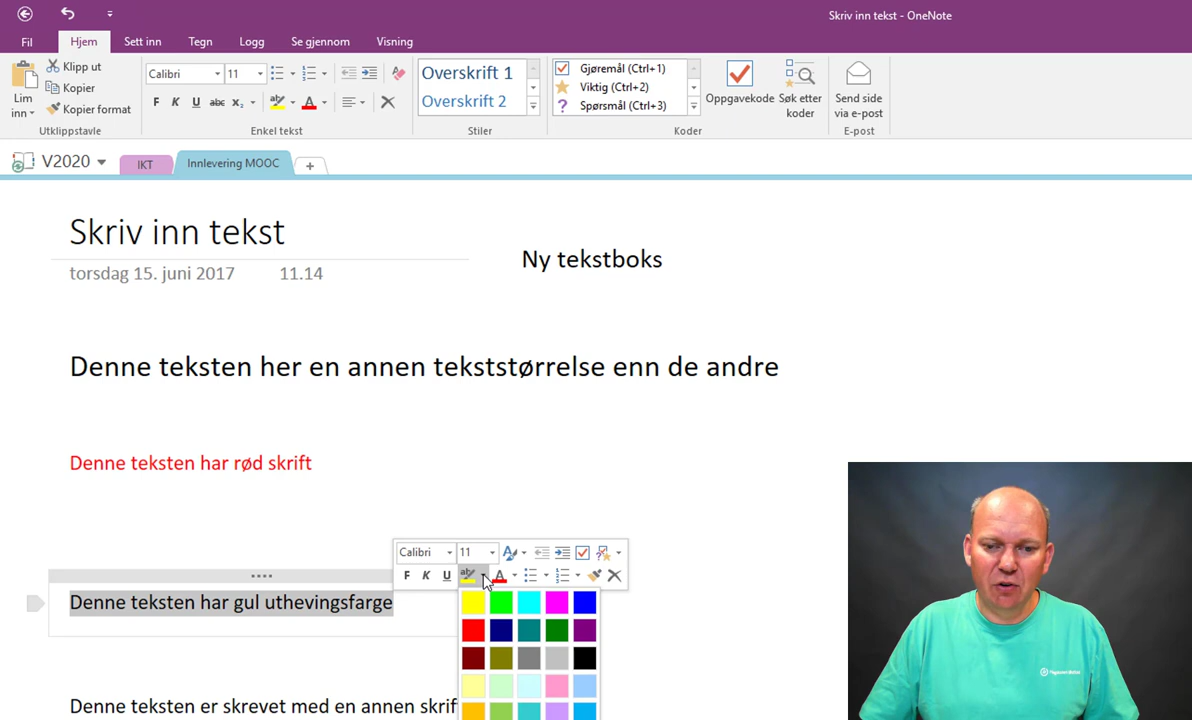 Skriv inn tekst - OneNote
Fil Hjem Sett inn Tegn Logg Se gjennom Visning
Lim inn
Klipp ut
Kopier
Kopier format
Utklippstavle
Calibri 11
F K U abc x₂ aby A
Enkel tekst
Overskrift 1
Overskrift 2
Stiler
Gjøremål (Ctrl+1)
Viktig (Ctrl+2)
? Spørsmål (Ctrl+3)
Oppgavekode
Søk etter koder
Koder
Send side via e-post
E-post
V2020 IKT Innlevering MOOC +
Skriv inn tekst
torsdag 15. juni 2017 11.14
Ny tekstboks
Denne teksten her en annen tekststørrelse enn de andre
Denne teksten har rød skrift
Calibri 11
F K U aby A
Denne teksten har gul uthevingsfarge
Denne teksten er skrevet med en annen skrif